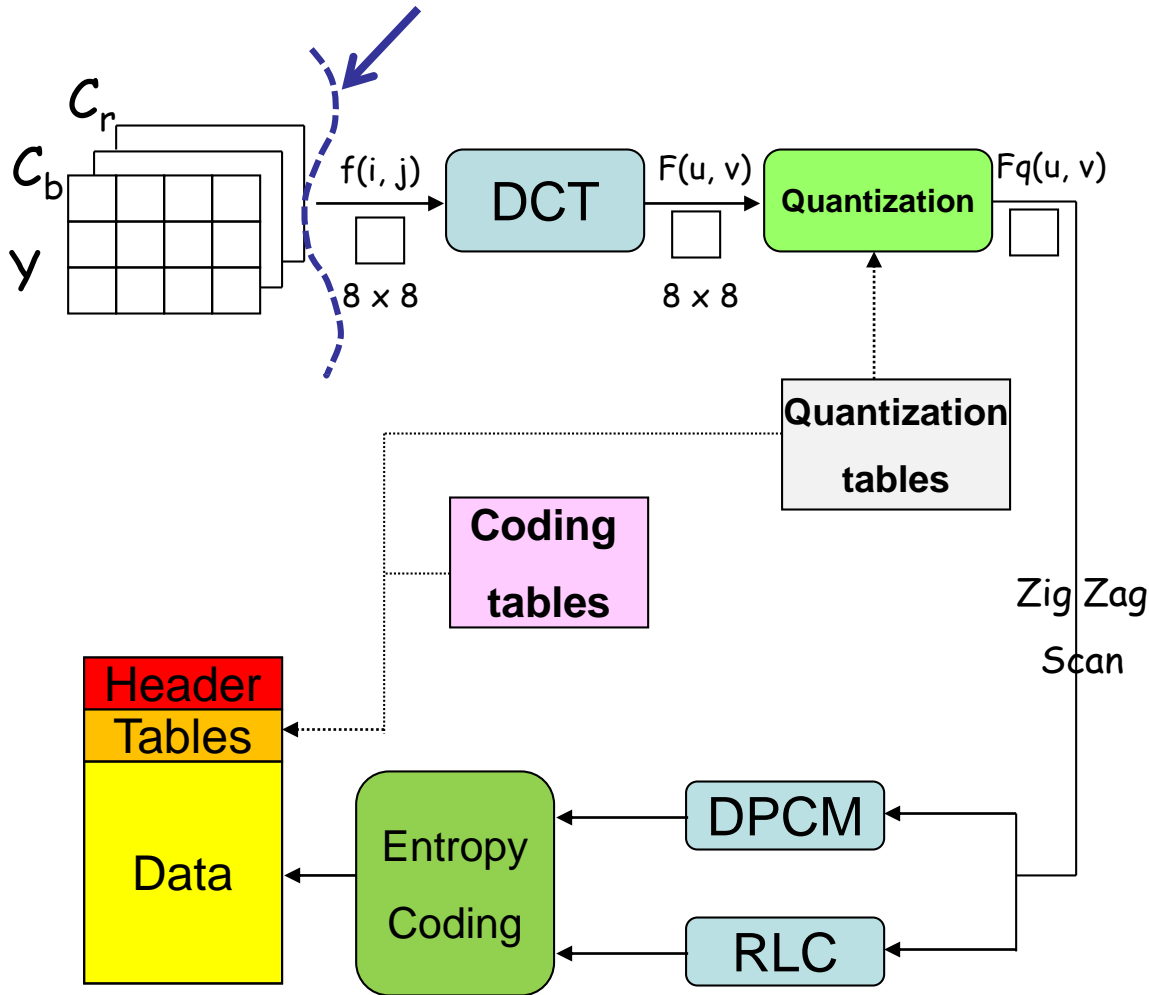 Cr
Cb
Y
f(i, j)
8 x 8
DCT
F(u, v)
8 x 8
Quantization
Fq(u, v)
Quantization
tables
Coding
tables
Zig Zag
Scan
Header
Tables
Data
Entropy
Coding
DPCM
RLC